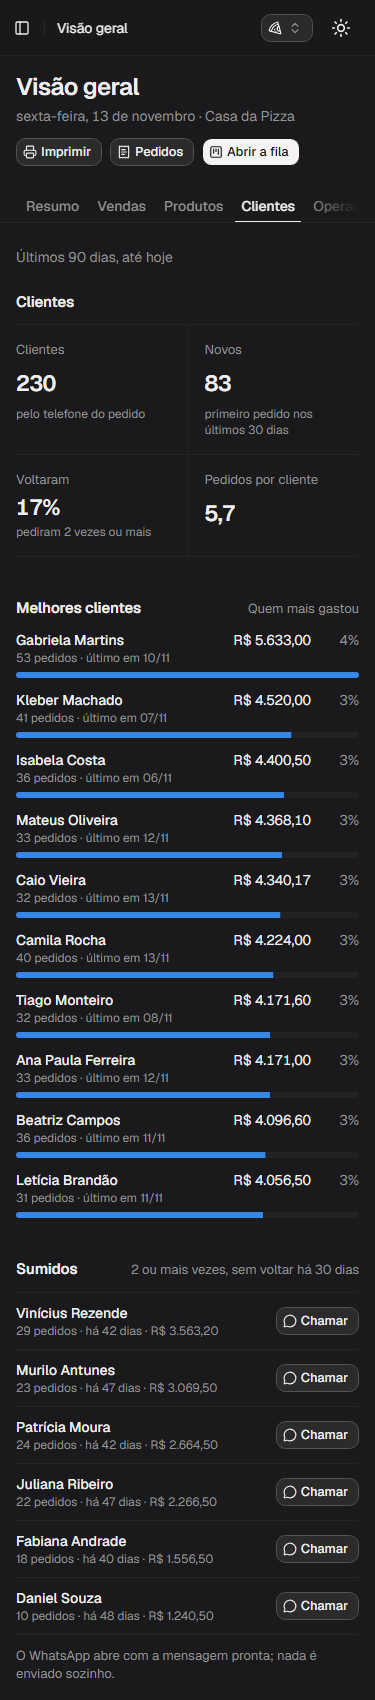 Visão geral
Visão geral
sexta-feira, 13 de novembro · Casa da Pizza
Imprimir Pedidos Abrir a fila
Resumo Vendas Produtos Clientes Opera
Últimos 90 dias, até hoje
Clientes
Clientes
230
pelo telefone do pedido
Novos
83
primeiro pedido nos
últimos 30 dias
Voltaram
17%
pediram 2 vezes ou mais
Pedidos por cliente
5,7
Melhores clientes Quem mais gastou
Gabriela Martins R$ 5.633,00 4%
53 pedidos · último em 10/11
Kleber Machado R$ 4.520,00 3%
41 pedidos · último em 07/11
Isabela Costa R$ 4.400,50 3%
36 pedidos · último em 06/11
Mateus Oliveira R$ 4.368,10 3%
33 pedidos · último em 12/11
Caio Vieira R$ 4.340,17 3%
32 pedidos · último em 13/11
Camila Rocha R$ 4.224,00 3%
40 pedidos · último em 13/11
Tiago Monteiro R$ 4.171,60 3%
32 pedidos · último em 08/11
Ana Paula Ferreira R$ 4.171,00 3%
33 pedidos · último em 12/11
Beatriz Campos R$ 4.096,60 3%
36 pedidos · último em 11/11
Letícia Brandão R$ 4.056,50 3%
31 pedidos · último em 11/11
Sumidos 2 ou mais vezes, sem voltar há 30 dias
Vinícius Rezende Chamar
29 pedidos · há 42 dias · R$ 3.563,20
Murilo Antunes Chamar
23 pedidos · há 47 dias · R$ 3.069,50
Patrícia Moura Chamar
24 pedidos · há 42 dias · R$ 2.664,50
Juliana Ribeiro Chamar
22 pedidos · há 47 dias · R$ 2.266,50
Fabiana Andrade Chamar
18 pedidos · há 40 dias · R$ 1.556,50
Daniel Souza Chamar
10 pedidos · há 48 dias · R$ 1.240,50
O WhatsApp abre com a mensagem pronta; nada é
enviado sozinho.